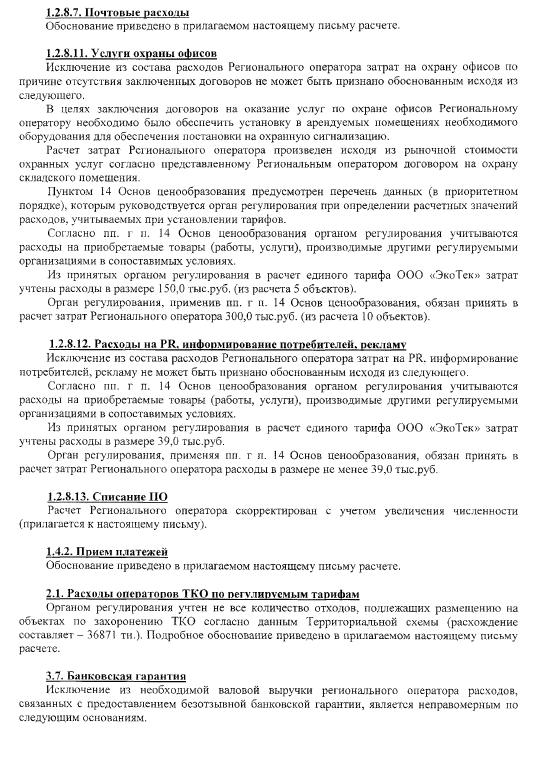 1.2.8.7. Почтовые расходы
Обоснование приведено в прилагаемом настоящему письму расчете.
1.2.8.11. Услуги охраны офисов
Исключение из состава расходов Регионального оператора затрат на охрану офисов по
причине отсутствия заключенных договоров не может быть признано обоснованным исходя из
следующего.
В целях заключения договоров на оказание услуг по охране офисов Региональному
оператору необходимо было обеспечить установку в арендуемых помещениях необходимого
оборудования для обеспечения постановки на охранную сигнализацию.
Расчет затрат Регионального оператора произведен исходя из рыночной стоимости
охранных услуг согласно представленному Региональным оператором договором на охрану
складского помещения.
Пунктом 14 Основ ценообразования предусмотрен перечень данных (в приоритетном
порядке), которым руководствуется орган регулирования при определении расчетных значений
расходов, учитываемых при установлении тарифов.
Согласно пп. г п. 14 Основ ценообразования органом регулирования учитываются
расходы на приобретаемые товары (работы, услуги), производимые другими регулируемыми
организациями в сопоставимых условиях.
Из принятых органом регулирования в расчет единого тарифа ООО «ЭкоТек» затрат
учтены расходы в размере 150,0 тыс.руб. (из расчета 5 объектов).
Орган регулирования, применив пп. г п. 14 Основ ценообразования, обязан принять в
расчет затрат Регионального оператора 300,0 тыс.руб. (из расчета 10 объектов).
1.2.8.12. Расходы на PR, информирование потребителей, рекламу
Исключение из состава расходов Регионального оператора затрат на PR, информирование
потребителей, рекламу не может быть признано обоснованным исходя из следующего.
Согласно пп. г п. 14 Основ ценообразования органом регулирования учитываются
расходы на приобретаемые товары (работы, услуги), производимые другими регулируемыми
организациями в сопоставимых условиях.
Из принятых органом регулирования в расчет единого тарифа ООО «ЭкоТек» затрат
учтены расходы в размере 39,0 тыс.руб.
Орган регулирования, применяя пп. г п. 14 Основ ценообразования, обязан принять в
расчет затрат Регионального оператора расходы в размере не менее 39,0 тыс.руб.
1.2.8.13. Списание ПО
Расчет Регионального оператора скорректирован с учетом увеличения численности
(прилагается к настоящему письму).
1.4.2. Прием платежей
Обоснование приведено в прилагаемом настоящему письму расчете.
2.1. Расходы операторов ТКО по регулируемым тарифам
Органом регулирования учтен не все количество отходов, подлежащих размещению на
объектах по захоронению ТКО согласно данным Территориальной схемы (расхождение
составляет – 36871 тн.). Подробное обоснование приведено в прилагаемом настоящему письму
расчете.
3.7. Банковская гарантия
Исключение из необходимой валовой выручки регионального оператора расходов,
связанных с предоставлением безотзывной банковской гарантии, является неправомерным по
следующим основаниям.